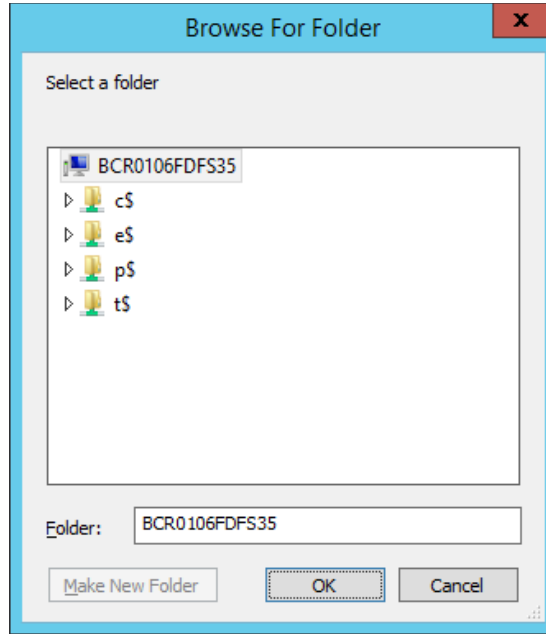 Browse For Folder
x
Select a folder
BCR0106FDFS35
c$
e$
p$
t$
Folder: BCR0106FDFS35
Make New Folder OK Cancel